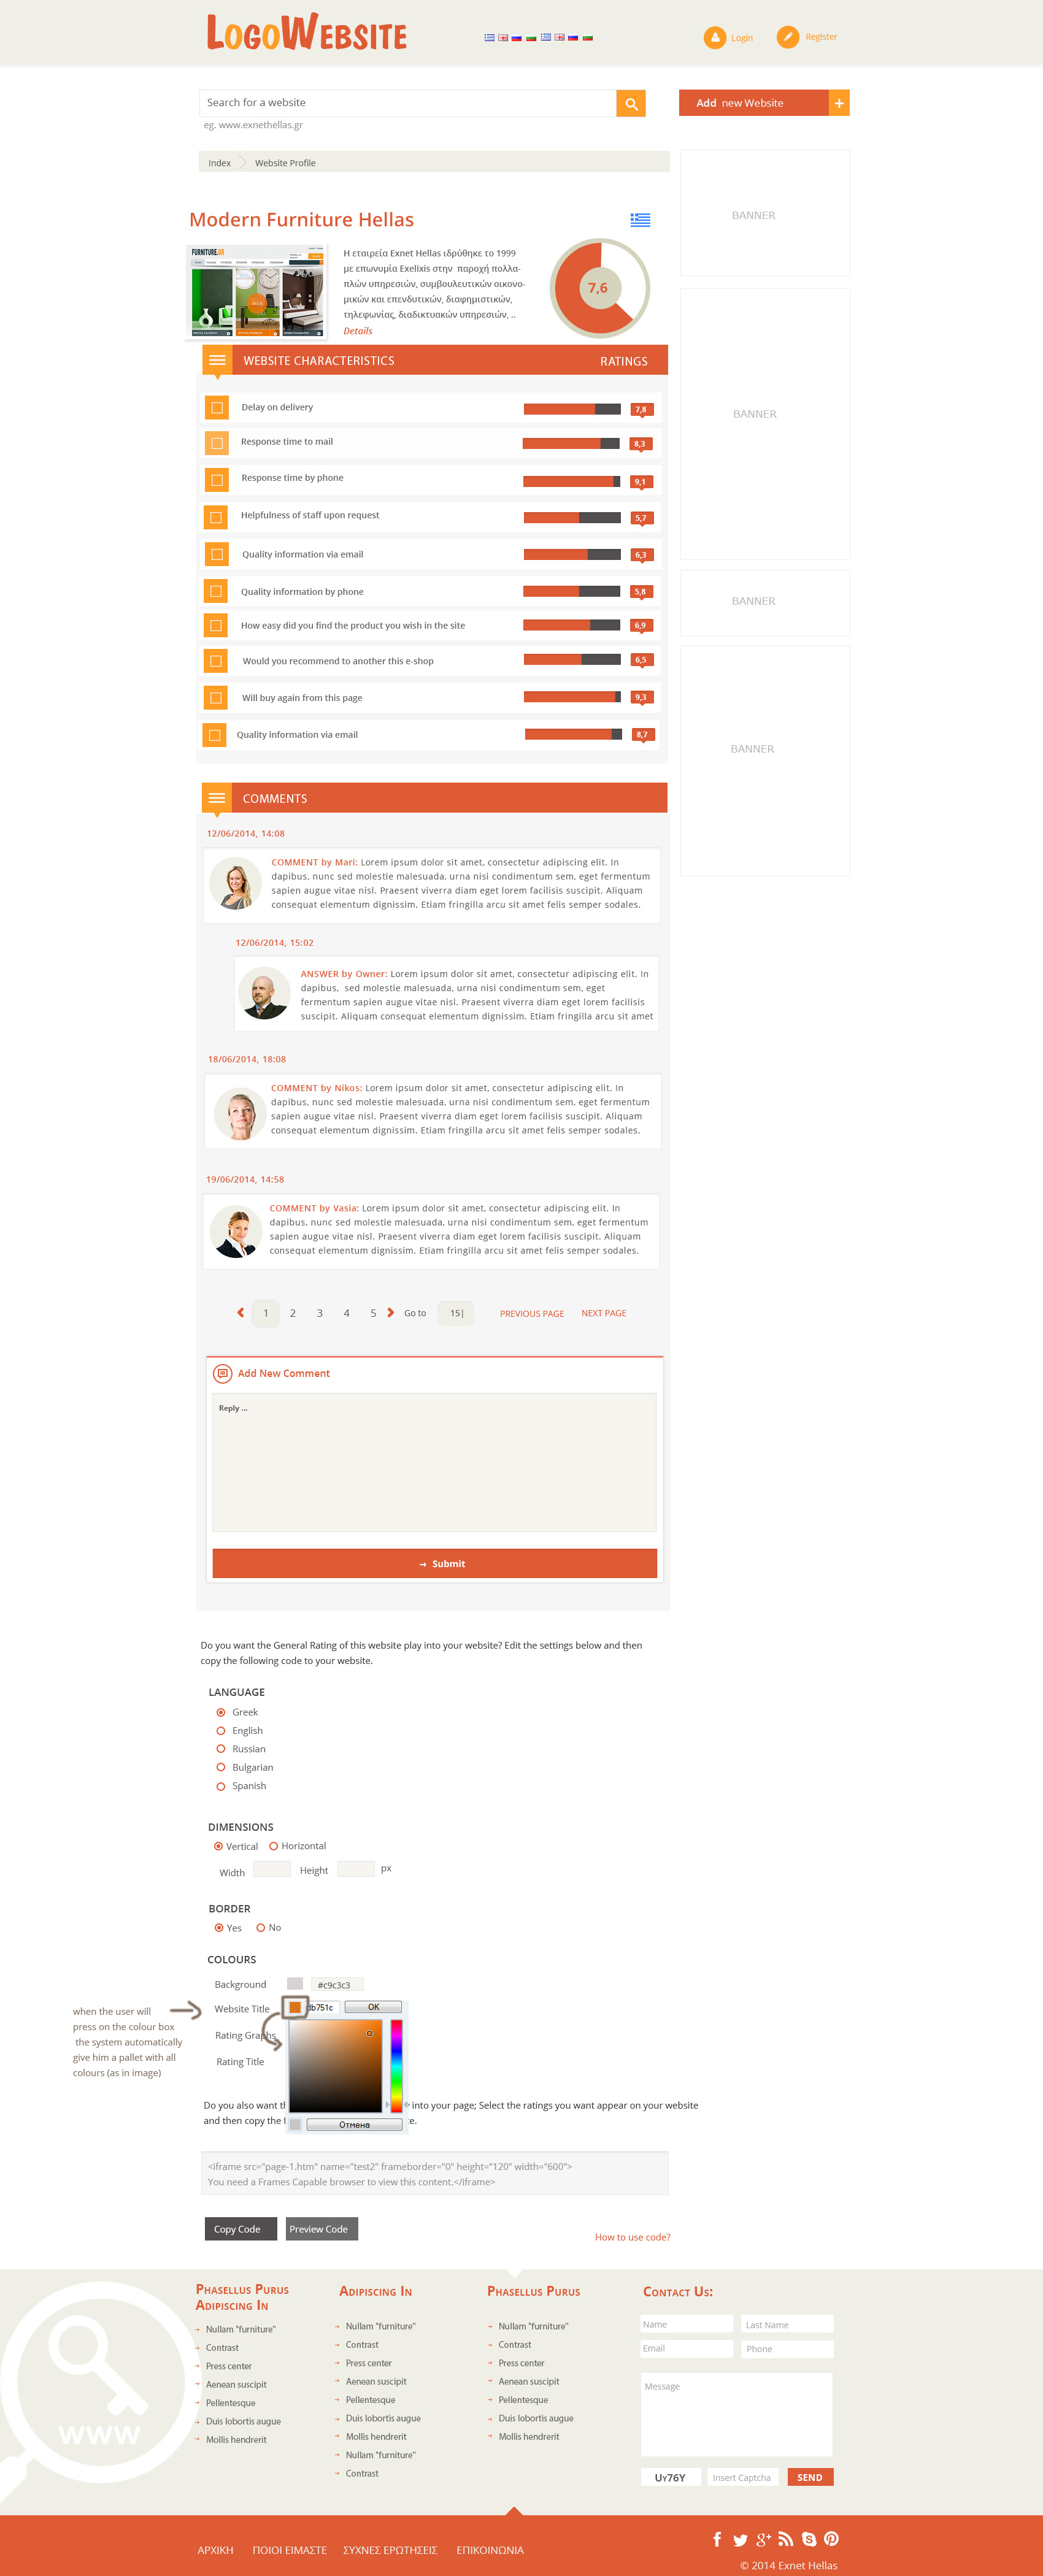 LogoWebsite
Login
Register
Search for a website
Add new Website
eg. www.exnethellas.gr
Index
Website Profile
BANNER
Modern Furniture Hellas
FURNITURE.GR
Η εταιρεία Exnet Hellas ιδρύθηκε το 1999
με επωνυμία Exelixis στην παροχή πολλα-
πλών υπηρεσιών, συμβουλευτικών οικονο-
μικών και επενδυτικών, διαφημιστικών,
τηλεφωνίας, διαδικτυακών υπηρεσιών, ..
Details
7,6
WEBSITE CHARACTERISTICS
RATINGS
Delay on delivery
7,8
BANNER
Response time to mail
8,3
Response time by phone
9,1
Helpfulness of staff upon request
5,7
Quality information via email
6,3
Quality information by phone
5,8
BANNER
How easy did you find the product you wish in the site
6,9
Would you recommend to another this e-shop
6,5
Will buy again from this page
9,3
Quality information via email
8,7
BANNER
COMMENTS
12/06/2014, 14:08
COMMENT by Mari: Lorem ipsum dolor sit amet, consectetur adipiscing elit. In
dapibus, nunc sed molestie malesuada, urna nisi condimentum sem, eget fermentum
sapien augue vitae nisl. Praesent viverra diam eget lorem facilisis suscipit. Aliquam
consequat elementum dignissim. Etiam fringilla arcu sit amet felis semper sodales.
12/06/2014, 15:02
ANSWER by Owner: Lorem ipsum dolor sit amet, consectetur adipiscing elit. In
dapibus, sed molestie malesuada, urna nisi condimentum sem, eget
fermentum sapien augue vitae nisl. Praesent viverra diam eget lorem facilisis
suscipit. Aliquam consequat elementum dignissim. Etiam fringilla arcu sit amet
18/06/2014, 18:08
COMMENT by Nikos: Lorem ipsum dolor sit amet, consectetur adipiscing elit. In
dapibus, nunc sed molestie malesuada, urna nisi condimentum sem, eget fermentum
sapien augue vitae nisl. Praesent viverra diam eget lorem facilisis suscipit. Aliquam
consequat elementum dignissim. Etiam fringilla arcu sit amet felis semper sodales.
19/06/2014, 14:58
COMMENT by Vasia: Lorem ipsum dolor sit amet, consectetur adipiscing elit. In
dapibus, nunc sed molestie malesuada, urna nisi condimentum sem, eget fermentum
sapien augue vitae nisl. Praesent viverra diam eget lorem facilisis suscipit. Aliquam
consequat elementum dignissim. Etiam fringilla arcu sit amet felis semper sodales.
1 2 3 4 5 Go to 15| PREVIOUS PAGE NEXT PAGE
Add New Comment
Reply ...
Submit
Do you want the General Rating of this website play into your website? Edit the settings below and then
copy the following code to your website.
LANGUAGE
Greek
English
Russian
Bulgarian
Spanish
DIMENSIONS
Vertical Horizontal
Width Height px
BORDER
Yes No
COLOURS
Background #c9c3c3
Website Title db751c OK
Rating Graphs
Rating Title
Отмена
when the user will
press on the colour box
the system automatically
give him a pallet with all
colours (as in image)
Do you also want th into your page; Select the ratings you want appear on your website
and then copy the te.
<iframe src="page-1.htm" name="test2" frameborder="0" height="120" width="600">
You need a Frames Capable browser to view this content.</iframe>
Copy Code
Preview Code
How to use code?
www
Phasellus Purus
Adipiscing In
Nullam "furniture"
Contrast
Press center
Aenean suscipit
Pellentesque
Duis lobortis augue
Mollis hendrerit
Adipiscing In
Nullam "furniture"
Contrast
Press center
Aenean suscipit
Pellentesque
Duis lobortis augue
Mollis hendrerit
Nullam "furniture"
Contrast
Phasellus Purus
Nullam "furniture"
Contrast
Press center
Aenean suscipit
Pellentesque
Duis lobortis augue
Mollis hendrerit
Contact Us:
Name
Last Name
Email
Phone
Message
Uy76Y
Insert Captcha
SEND
ΑΡΧΙΚΗ ΠΟΙΟΙ ΕΙΜΑΣΤΕ ΣΥΧΝΕΣ ΕΡΩΤΗΣΕΙΣ ΕΠΙΚΟΙΝΩΝΙΑ
© 2014 Exnet Hellas